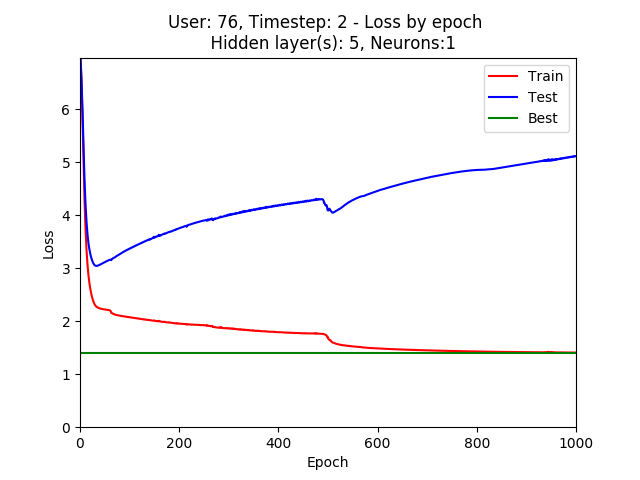 User: 76, Timestep: 2 - Loss by epoch
Hidden layer(s): 5, Neurons:1
Train
Test
Best
6
5
4
3
2
1
0
Loss
0 200 400 600 800 1000
Epoch